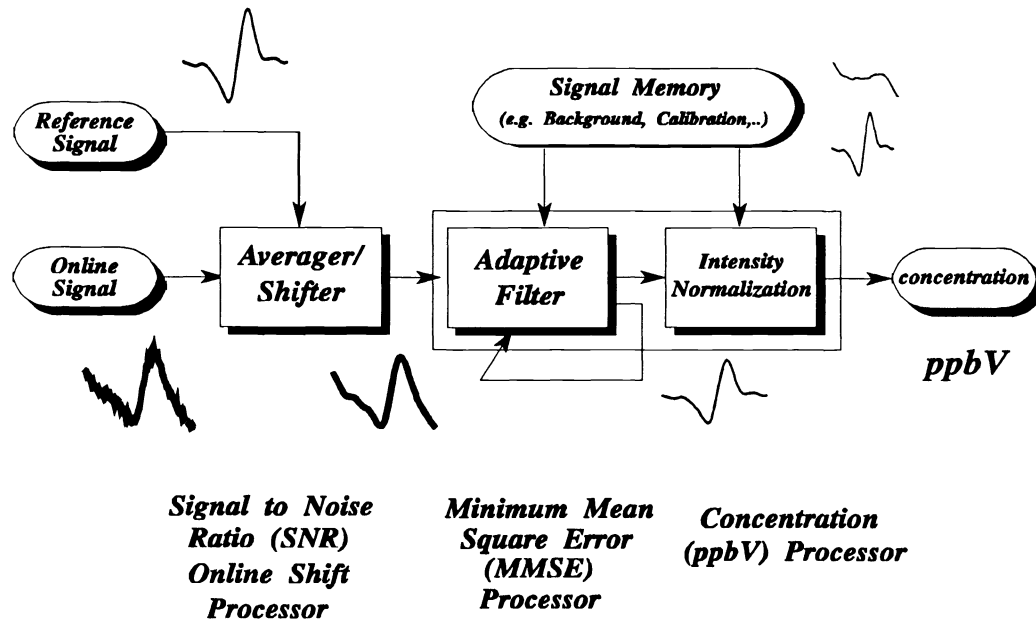 Signal Memory
(e.g. Background, Calibration,..)
Reference
Signal
Online
Signal
Averager/
Shifter
Adaptive
Filter
Intensity
Normalization
concentration
ppbV
Signal to Noise
Ratio (SNR)
Online Shift
Processor
Minimum Mean
Square Error
(MMSE)
Processor
Concentration
(ppbV) Processor